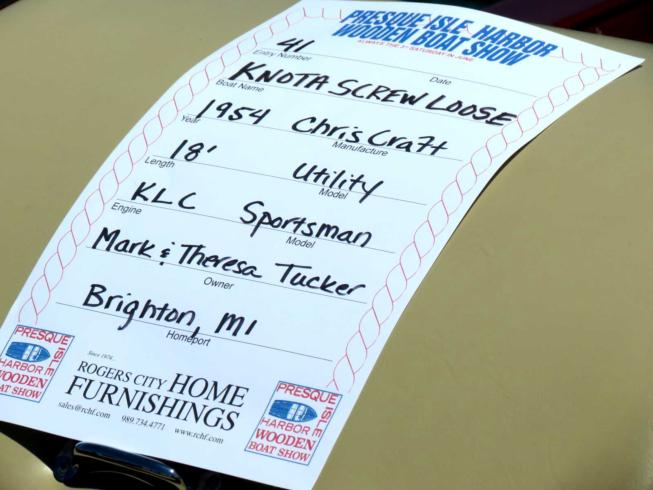 PRESQUE ISLE HARBOR
WOODEN BOAT SHOW
ALWAYS THE 3RD SATURDAY IN JUNE
41
Entry Number Date
KNOTA SCREW LOOSE
Boat Name
1954 Chris Craft
Year Manufacture
18' Utility
Length Model
KLC Sportsman
Engine Model
Mark & Theresa Tucker
Owner
Brighton, MI
Homeport
PRESQUE ISLE
HARBOR
WOODEN
BOAT SHOW
Since 1974...
ROGERS CITY HOME
FURNISHINGS
sales@rchf.com 989.734.4771 www.rchf.com
PRESQUE ISLE
HARBOR
WOODEN
BOAT SHOW